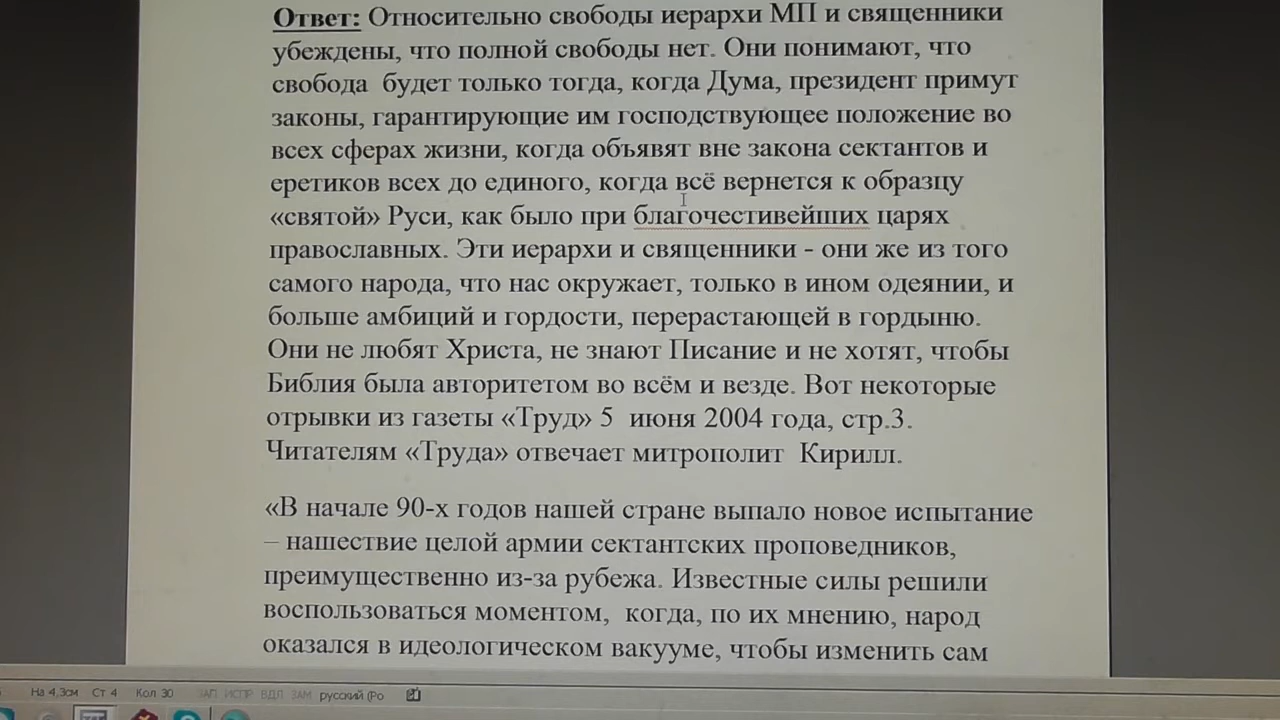 Ответ: Относительно свободы иерархи МП и священники
убеждены, что полной свободы нет. Они понимают, что
свобода будет только тогда, когда Дума, президент примут
законы, гарантирующие им господствующее положение во
всех сферах жизни, когда объявят вне закона сектантов и
еретиков всех до единого, когда всё вернется к образцу
«святой» Руси, как было при благочестивейших царях
православных. Эти иерархи и священники - они же из того
самого народа, что нас окружает, только в ином одеянии, и
больше амбиций и гордости, перерастающей в гордыню.
Они не любят Христа, не знают Писание и не хотят, чтобы
Библия была авторитетом во всём и везде. Вот некоторые
отрывки из газеты «Труд» 5 июня 2004 года, стр.3.
Читателям «Труда» отвечает митрополит Кирилл.
«В начале 90-х годов нашей стране выпало новое испытание
– нашествие целой армии сектантских проповедников,
преимущественно из-за рубежа. Известные силы решили
воспользоваться моментом, когда, по их мнению, народ
оказался в идеологическом вакууме, чтобы изменить сам
На 4,3см Ст 4 Кол 30 ЗАП ИСПР ВДЛ ЗАМ русский (Ро